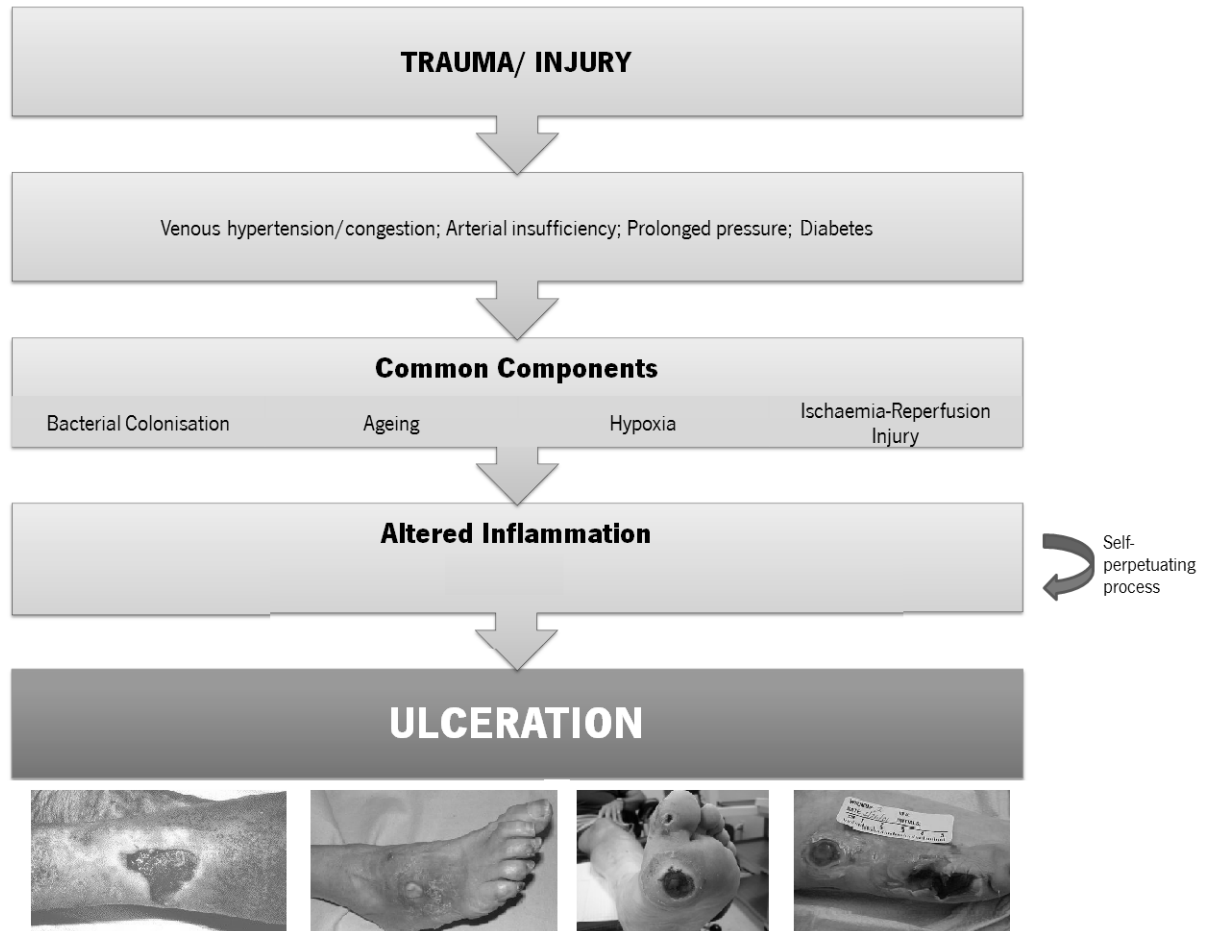 TRAUMA/ INJURY
Venous hypertension/congestion; Arterial insufficiency; Prolonged pressure; Diabetes
Common Components
Bacterial Colonisation
Ageing
Hypoxia
Ischaemia-Reperfusion
Injury
Altered Inflammation
Self-
perpetuating
process
ULCERATION